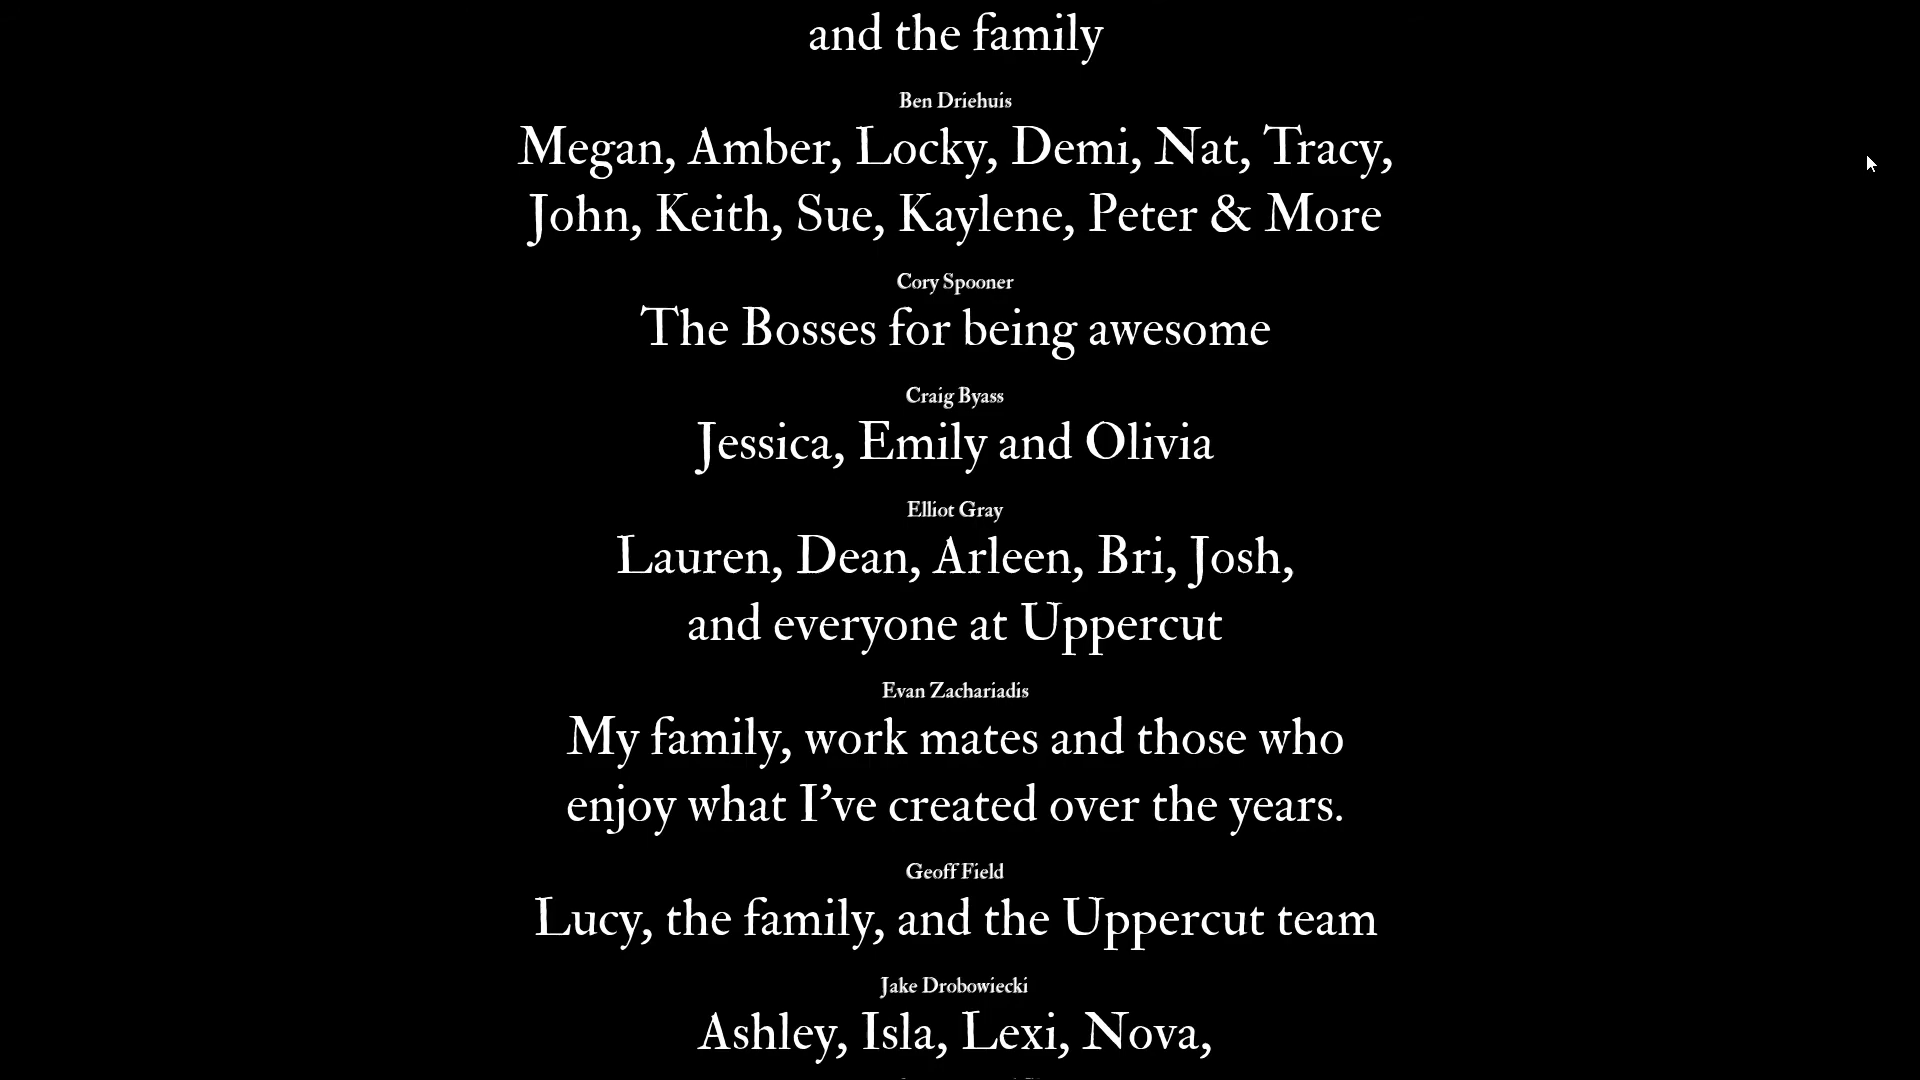 and the family
Ben Driehuis
Megan, Amber, Locky, Demi, Nat, Tracy,
John, Keith, Sue, Kaylene, Peter & More
Cory Spooner
The Bosses for being awesome
Craig Byass
Jessica, Emily and Olivia
Elliot Gray
Lauren, Dean, Arleen, Bri, Josh,
and everyone at Uppercut
Evan Zachariadis
My family, work mates and those who
enjoy what I've created over the years.
Geoff Field
Lucy, the family, and the Uppercut team
Jake Drobowiecki
Ashley, Isla, Lexi, Nova,